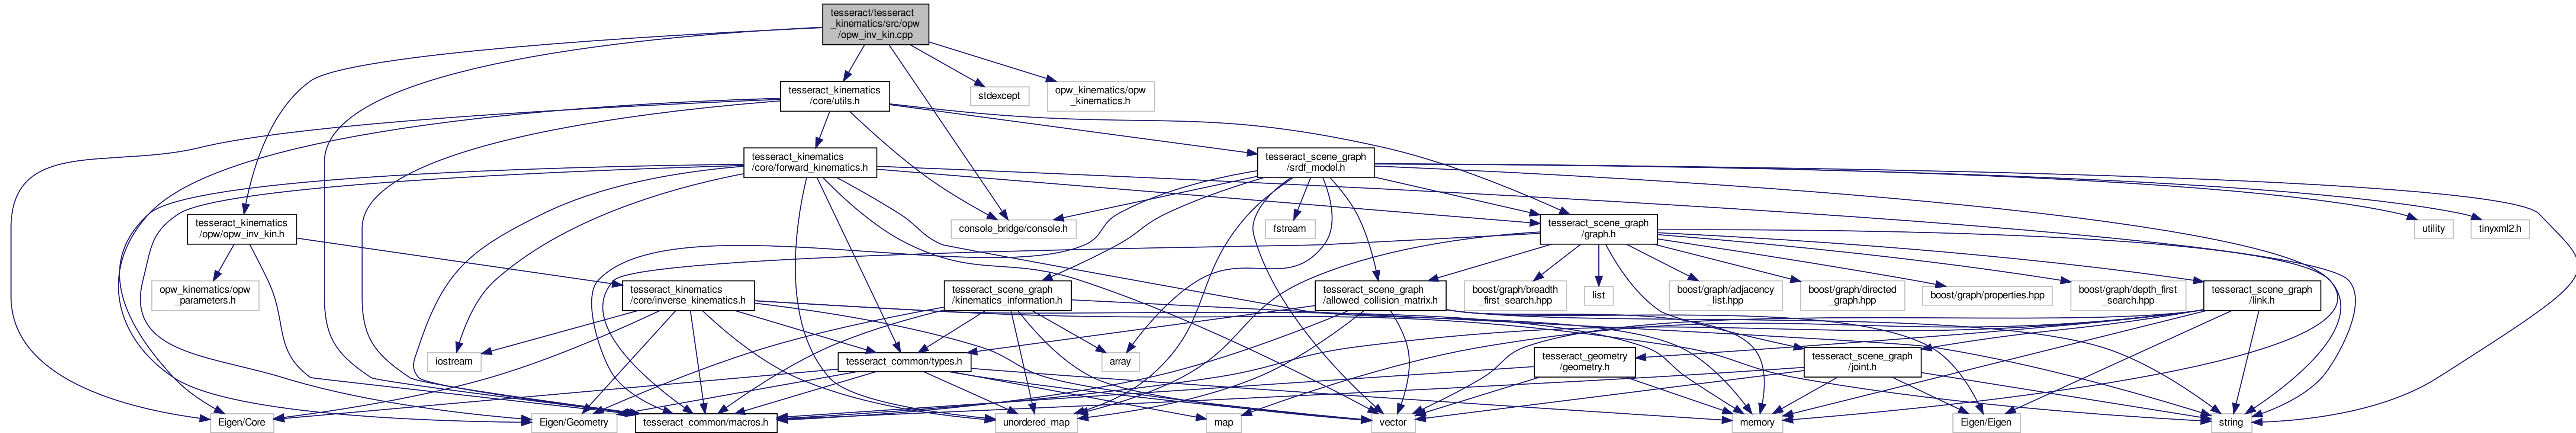 tesseract/tesseract
_kinematics/src/opw
/opw_inv_kin.cpp
tesseract_kinematics
/core/utils.h
stdexcept
opw_kinematics/opw
_kinematics.h
tesseract_kinematics
/core/forward_kinematics.h
tesseract_scene_graph
/srdf_model.h
tesseract_kinematics
/opw/opw_inv_kin.h
console_bridge/console.h
fstream
tesseract_scene_graph
/graph.h
utility
tinyxml2.h
opw_kinematics/opw
_parameters.h
tesseract_kinematics
/core/inverse_kinematics.h
tesseract_scene_graph
/kinematics_information.h
tesseract_scene_graph
/allowed_collision_matrix.h
boost/graph/breadth
_first_search.hpp
list
boost/graph/adjacency
_list.hpp
boost/graph/directed
_graph.hpp
boost/graph/properties.hpp
boost/graph/depth_first
_search.hpp
tesseract_scene_graph
/link.h
iostream
tesseract_common/types.h
array
tesseract_geometry
/geometry.h
tesseract_scene_graph
/joint.h
Eigen/Core
Eigen/Geometry
tesseract_common/macros.h
unordered_map
map
vector
memory
Eigen/Eigen
string